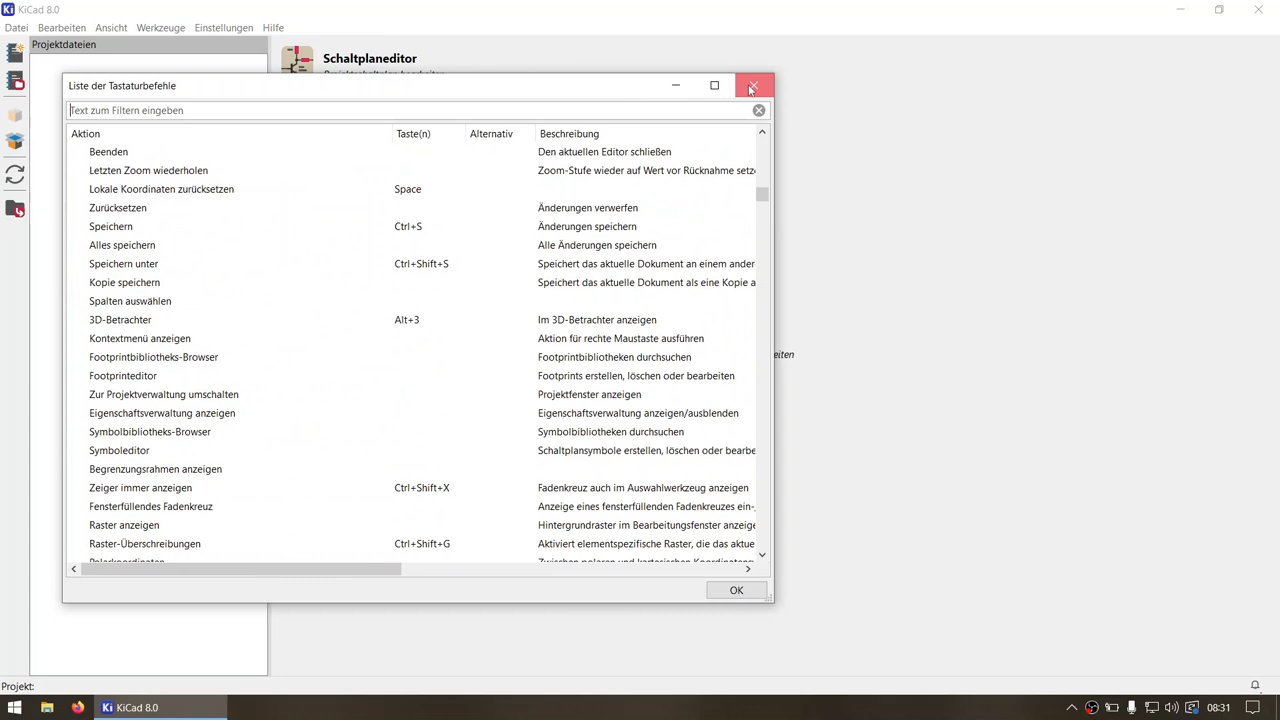 KiCad 8.0
Datei Bearbeiten Ansicht Werkzeuge Einstellungen Hilfe
Projektdateien
Schaltplaneditor
Liste der Tastaturbefehle
Text zum Filtern eingeben
Aktion Taste(n) Alternativ Beschreibung
Beenden Den aktuellen Editor schließen
Letzten Zoom wiederholen Zoom-Stufe wieder auf Wert vor Rücknahme setze
Lokale Koordinaten zurücksetzen Space
Zurücksetzen Änderungen verwerfen
Speichern Ctrl+S Änderungen speichern
Alles speichern Alle Änderungen speichern
Speichern unter Ctrl+Shift+S Speichert das aktuelle Dokument an einem ander
Kopie speichern Speichert das aktuelle Dokument als eine Kopie a
Spalten auswählen
3D-Betrachter Alt+3 Im 3D-Betrachter anzeigen
Kontextmenü anzeigen Aktion für rechte Maustaste ausführen
Footprintbibliotheks-Browser Footprintbibliotheken durchsuchen
eiten
Footprinteditor Footprints erstellen, löschen oder bearbeiten
Zur Projektverwaltung umschalten Projektfenster anzeigen
Eigenschaftsverwaltung anzeigen Eigenschaftsverwaltung anzeigen/ausblenden
Symbolbibliotheks-Browser Symbolbibliotheken durchsuchen
Symboleditor Schaltplansymbole erstellen, löschen oder bearbe
Begrenzungsrahmen anzeigen
Zeiger immer anzeigen Ctrl+Shift+X Fadenkreuz auch im Auswahlwerkzeug anzeigen
Fensterfüllendes Fadenkreuz Anzeige eines fensterfüllenden Fadenkreuzes ein-
Raster anzeigen Hintergrundraster im Bearbeitungsfenster anzeige
Raster-Überschreibungen Ctrl+Shift+G Aktiviert elementspezifische Raster, die das aktue
OK
Projekt:
KiCad 8.0
08:31